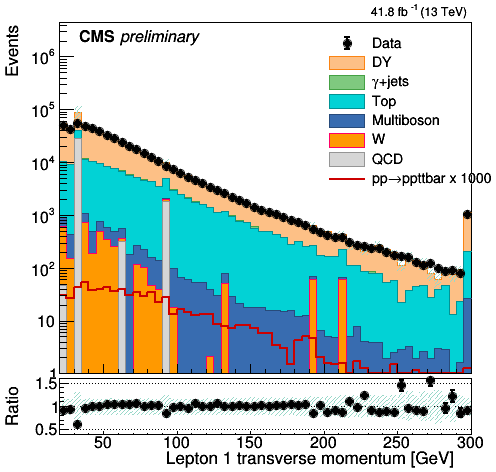 41.8 fb⁻¹ (13 TeV)
CMS preliminary
Events
10⁶
10⁵
10⁴
10³
10²
10
1
Data
DY
γ+jets
Top
Multiboson
W
QCD
pp→ppttbar x 1000
Ratio
1.5
1
0.5
50 100 150 200 250 300
Lepton 1 transverse momentum [GeV]